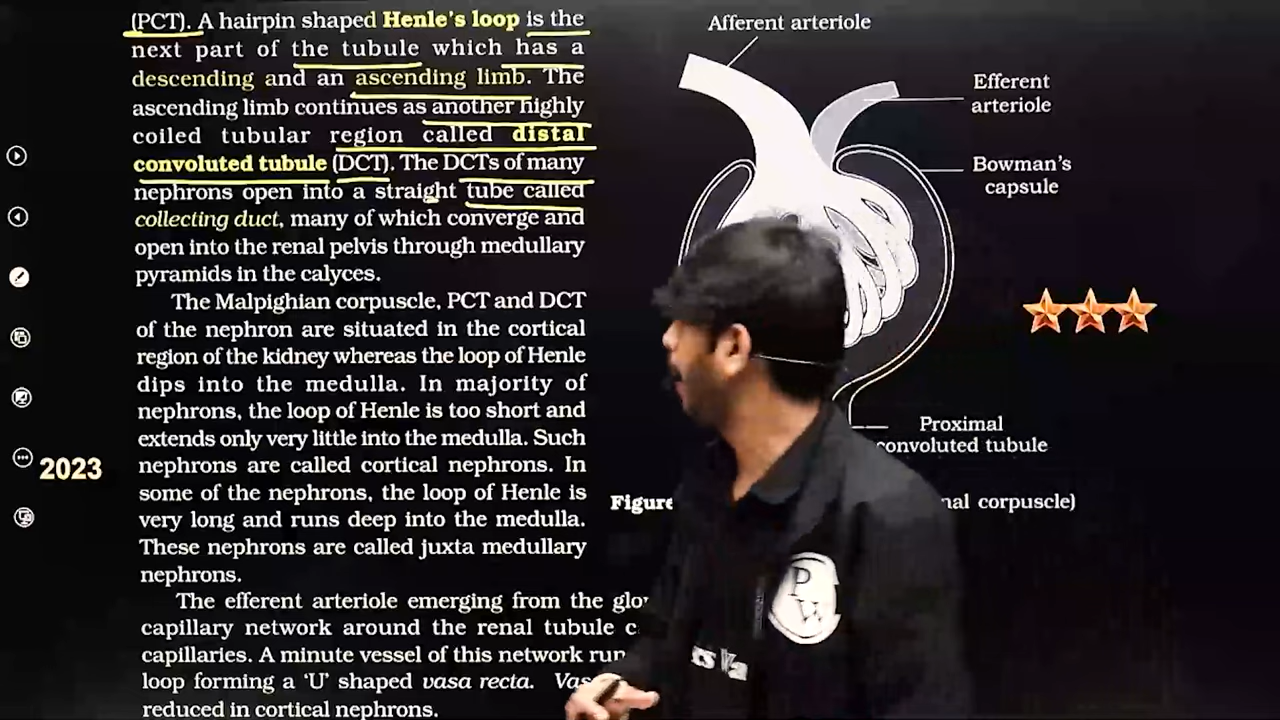 (PCT). A hairpin shaped Henle's loop is the
next part of the tubule which has a
descending and an ascending limb. The
ascending limb continues as another highly
coiled tubular region called distal
convoluted tubule (DCT). The DCTs of many
nephrons open into a straight tube called
collecting duct, many of which converge and
open into the renal pelvis through medullary
pyramids in the calyces.
The Malpighian corpuscle, PCT and DCT
of the nephron are situated in the cortical
region of the kidney whereas the loop of Henle
dips into the medulla. In majority of
nephrons, the loop of Henle is too short and
extends only very little into the medulla. Such
nephrons are called cortical nephrons. In
some of the nephrons, the loop of Henle is
very long and runs deep into the medulla.
These nephrons are called juxta medullary
nephrons.
The efferent arteriole emerging from the
capillary network around the renal tubule
capillaries. A minute vessel of this network
loop forming a 'U' shaped vasa recta.
reduced in cortical nephrons.
2023
Afferent arteriole
Efferent
arteriole
Bowman's
capsule
Proximal
convoluted tubule
Figure
corpuscle)
P
W